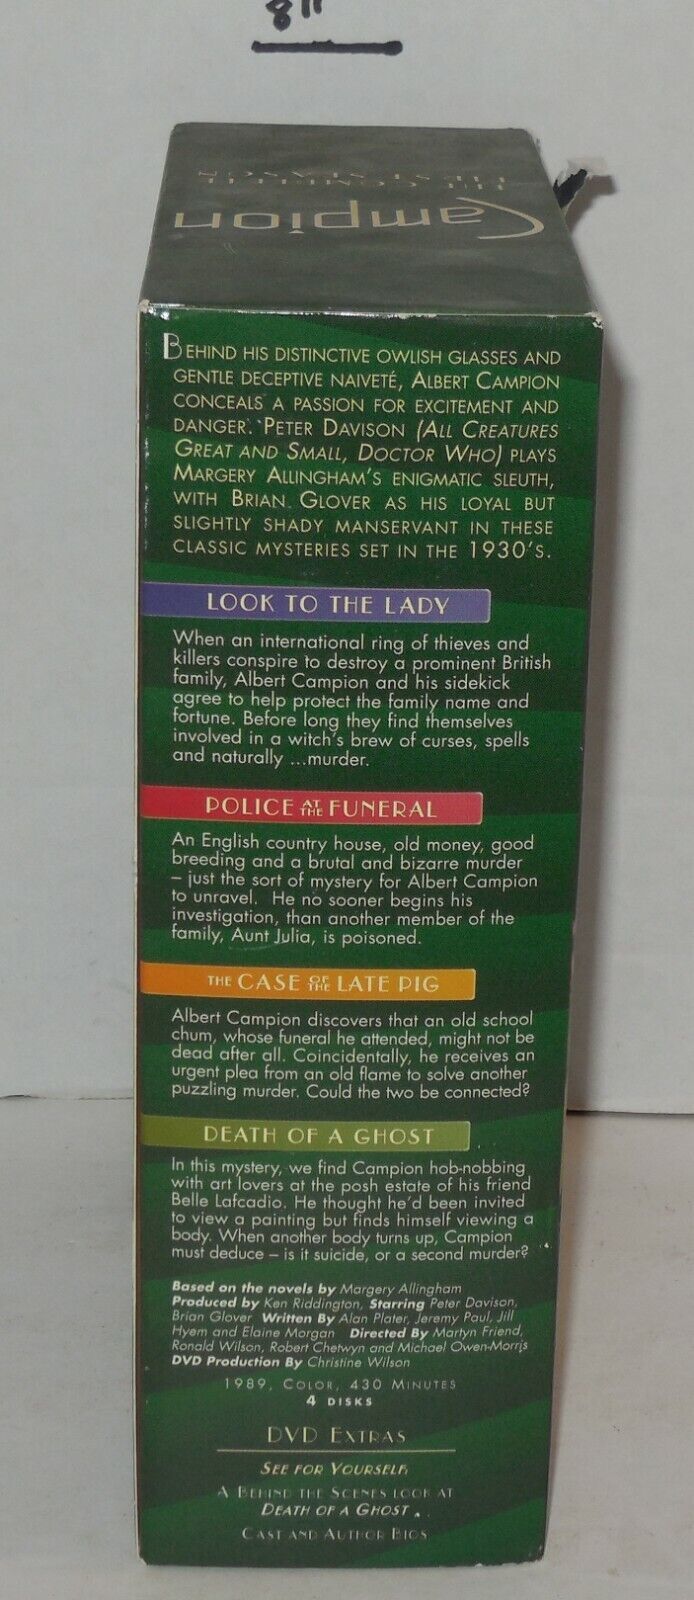 8"
Campion
THE COMPLETE
FIRST SEASON
BEHIND HIS DISTINCTIVE OWLISH GLASSES AND
GENTLE DECEPTIVE NAIVETÉ, ALBERT CAMPION
CONCEALS A PASSION FOR EXCITEMENT AND
DANGER. PETER DAVISON (ALL CREATURES
GREAT AND SMALL, DOCTOR WHO) PLAYS
MARGERY ALLINGHAM'S ENIGMATIC SLEUTH,
WITH BRIAN GLOVER AS HIS LOYAL BUT
SLIGHTLY SHADY MANSERVANT IN THESE
CLASSIC MYSTERIES SET IN THE 1930'S.
LOOK TO THE LADY
When an international ring of thieves and
killers conspire to destroy a prominent British
family, Albert Campion and his sidekick
agree to help protect the family name and
fortune. Before long they find themselves
involved in a witch's brew of curses, spells
and naturally ...murder.
POLICE AT THE FUNERAL
An English country house, old money, good
breeding and a brutal and bizarre murder
– just the sort of mystery for Albert Campion
to unravel. He no sooner begins his
investigation, than another member of the
family, Aunt Julia, is poisoned.
THE CASE OF THE LATE PIG
Albert Campion discovers that an old school
chum, whose funeral he attended, might not be
dead after all. Coincidentally, he receives an
urgent plea from an old flame to solve another
puzzling murder. Could the two be connected?
DEATH OF A GHOST
In this mystery, we find Campion hob-nobbing
with art lovers at the posh estate of his friend
Belle Lafcadio. He thought he'd been invited
to view a painting but finds himself viewing a
body. When another body turns up, Campion
must deduce – is it suicide, or a second murder?
Based on the novels by Margery Allingham
Produced by Ken Riddington, Starring Peter Davison,
Brian Glover Written By Alan Plater, Jeremy Paul, Jill
Hyem and Elaine Morgan Directed By Martyn Friend,
Ronald Wilson, Robert Chetwyn and Michael Owen-Morris
DVD Production By Christine Wilson
1989, COLOR, 430 MINUTES
4 DISKS
DVD EXTRAS
SEE FOR YOURSELF,
A BEHIND THE SCENES LOOK AT
DEATH OF A GHOST
CAST AND AUTHOR BIOS